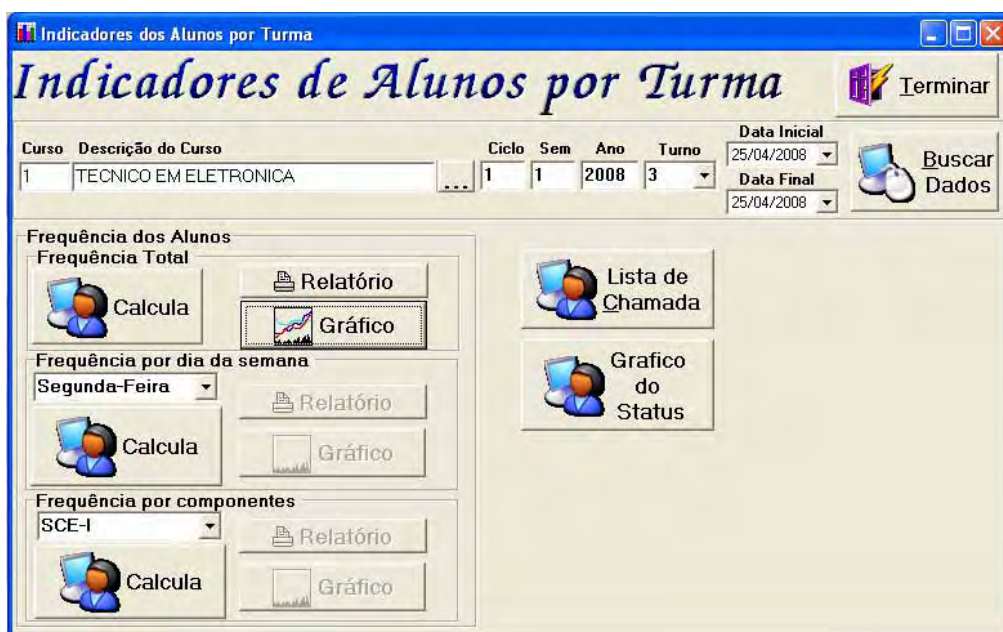 Indicadores dos Alunos por Turma
Indicadores de Alunos por Turma
Terminar
Curso Descrição do Curso Ciclo Sem Ano Turno Data Inicial
1 TECNICO EM ELETRONICA ... 1 1 2008 3 25/04/2008
Data Final
25/04/2008
Buscar
Dados
Frequência dos Alunos
Frequência Total
Calcula
Relatório
Gráfico
Frequência por dia da semana
Segunda-Feira
Calcula
Relatório
Gráfico
Frequência por componentes
SCE-I
Calcula
Relatório
Gráfico
Lista de
Chamada
Grafico
do
Status